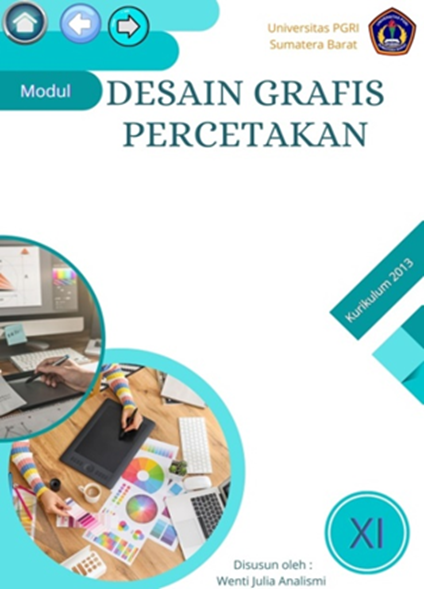 Universitas PGRI
Sumatera Barat
Modul
DESAIN GRAFIS
PERCETAKAN
Kurikulum 2013
XI
Disusun oleh :
Wenti Julia Analismi